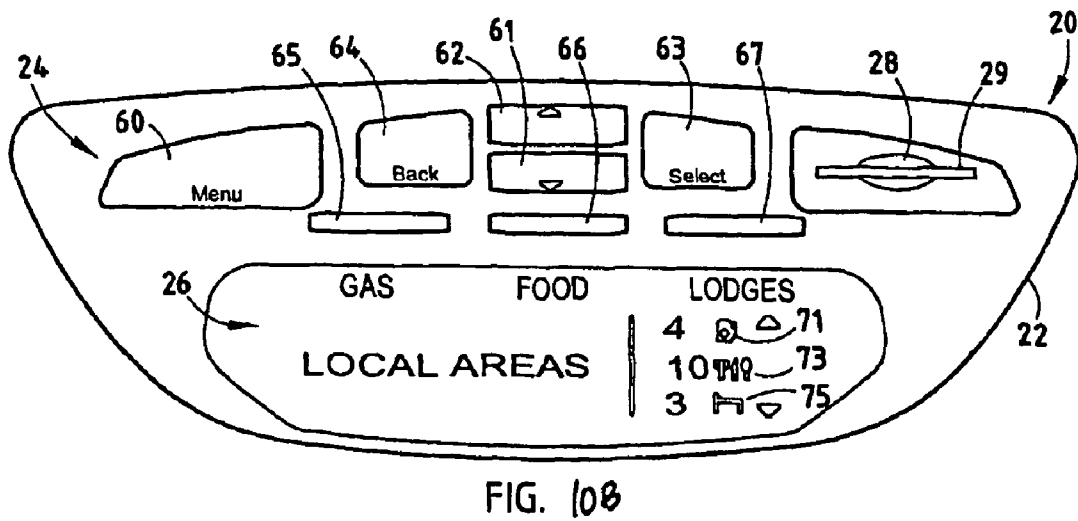 61
64 62 66 63 67 20
65 28 29
24
60
Back Select
Menu
GAS FOOD LODGES
26
4 71 22
LOCAL AREAS 10 73
3 75
FIG. 10B